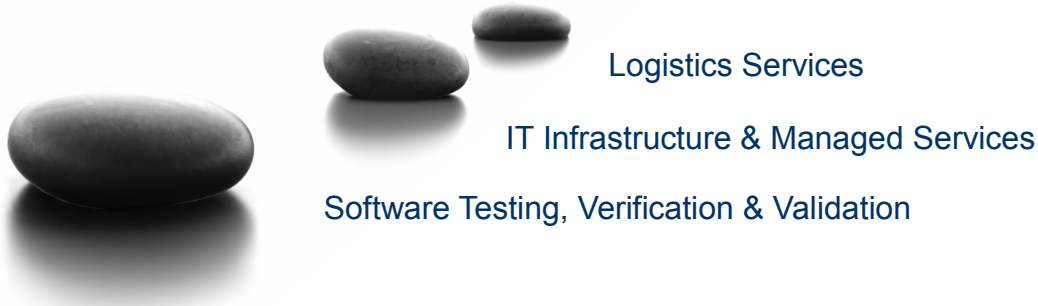 Logistics Services
IT Infrastructure & Managed Services
Software Testing, Verification & Validation